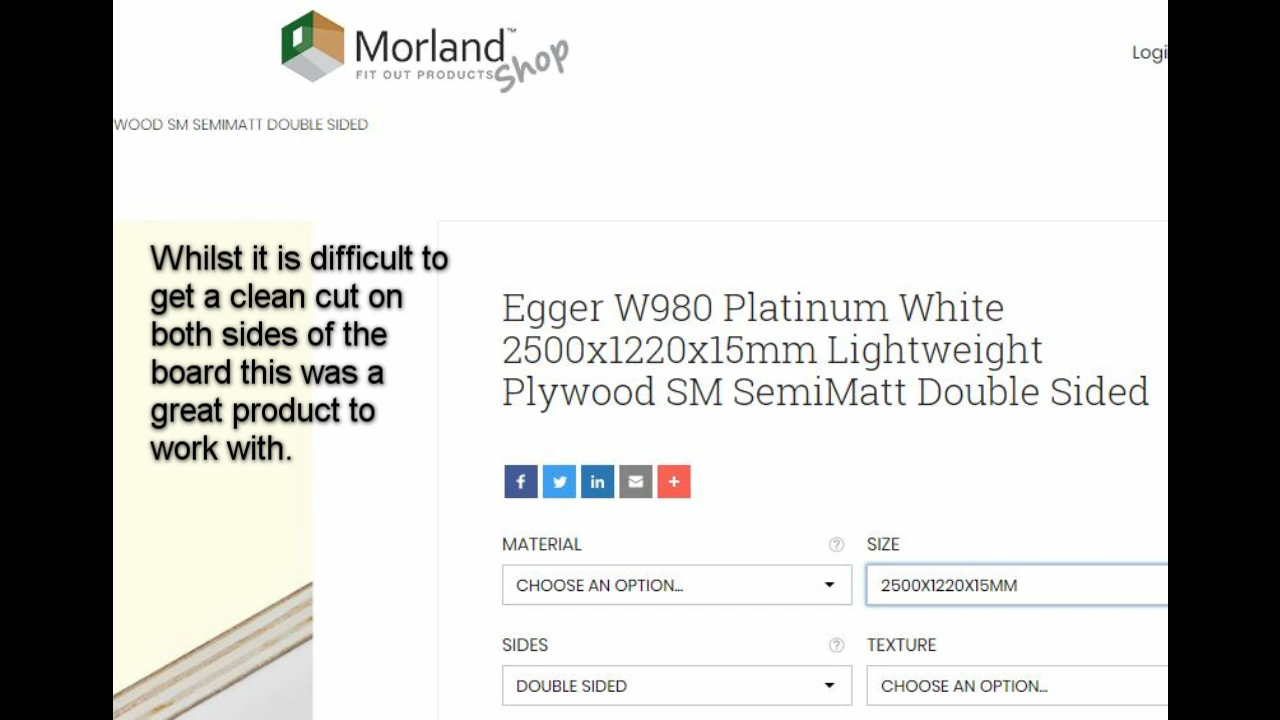 Morland™
FIT OUT PRODUCTS
shop
Logi
WOOD SM SEMIMATT DOUBLE SIDED
Whilst it is difficult to
get a clean cut on
both sides of the
board this was a
great product to
work with.
Egger W980 Platinum White
2500x1220x15mm Lightweight
Plywood SM SemiMatt Double Sided
MATERIAL ?
SIZE
CHOOSE AN OPTION...
2500X1220X15MM
SIDES ?
TEXTURE
DOUBLE SIDED
CHOOSE AN OPTION...